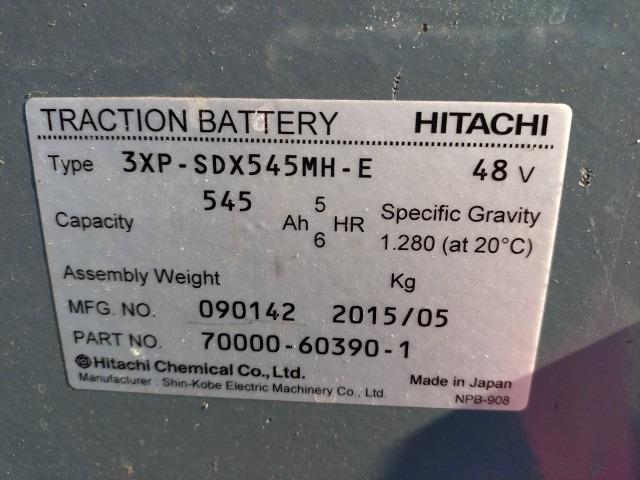 TRACTION BATTERY HITACHI
Type 3XP-SDX545MH-E 48 V
Capacity 545 Ah 5 6 HR Specific Gravity
1.280 (at 20°C)
Assembly Weight Kg
MFG. NO. 090142 2015/05
PART NO. 70000-60390-1
Hitachi Chemical Co., Ltd.
Manufacturer : Shin-Kobe Electric Machinery Co., Ltd. Made in Japan
NPB-908